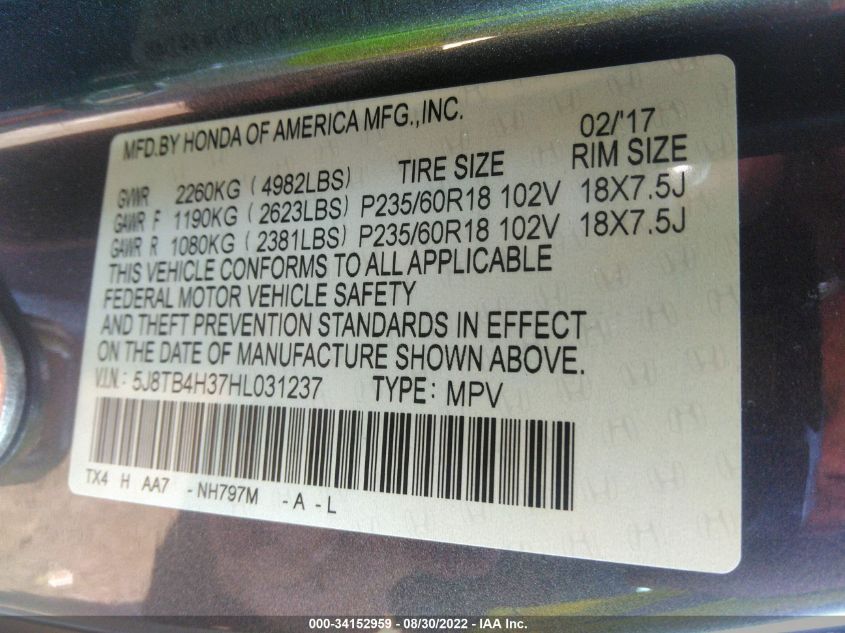 MFD.BY HONDA OF AMERICA MFG.,INC. 02/'17
GVWR 2260KG (4982LBS) TIRE SIZE RIM SIZE
GAWR F 1190KG (2623LBS) P235/60R18 102V 18X7.5J
GAWR R 1080KG (2381LBS) P235/60R18 102V 18X7.5J
THIS VEHICLE CONFORMS TO ALL APPLICABLE
FEDERAL MOTOR VEHICLE SAFETY
AND THEFT PREVENTION STANDARDS IN EFFECT
ON THE DATE OF MANUFACTURE SHOWN ABOVE.
V.I.N.: 5J8TB4H37HL031237 TYPE: MPV
TX4 H AA7 -NH797M -A -L
000-34152959 - 08/30/2022 - IAA Inc.